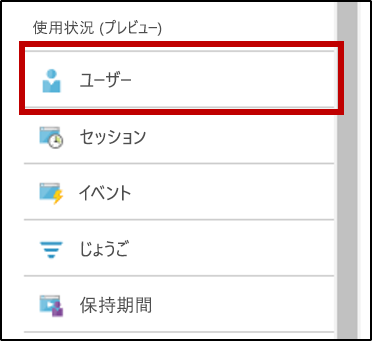 使用状況 (プレビュー)
ユーザー
セッション
イベント
じょうご
保持期間